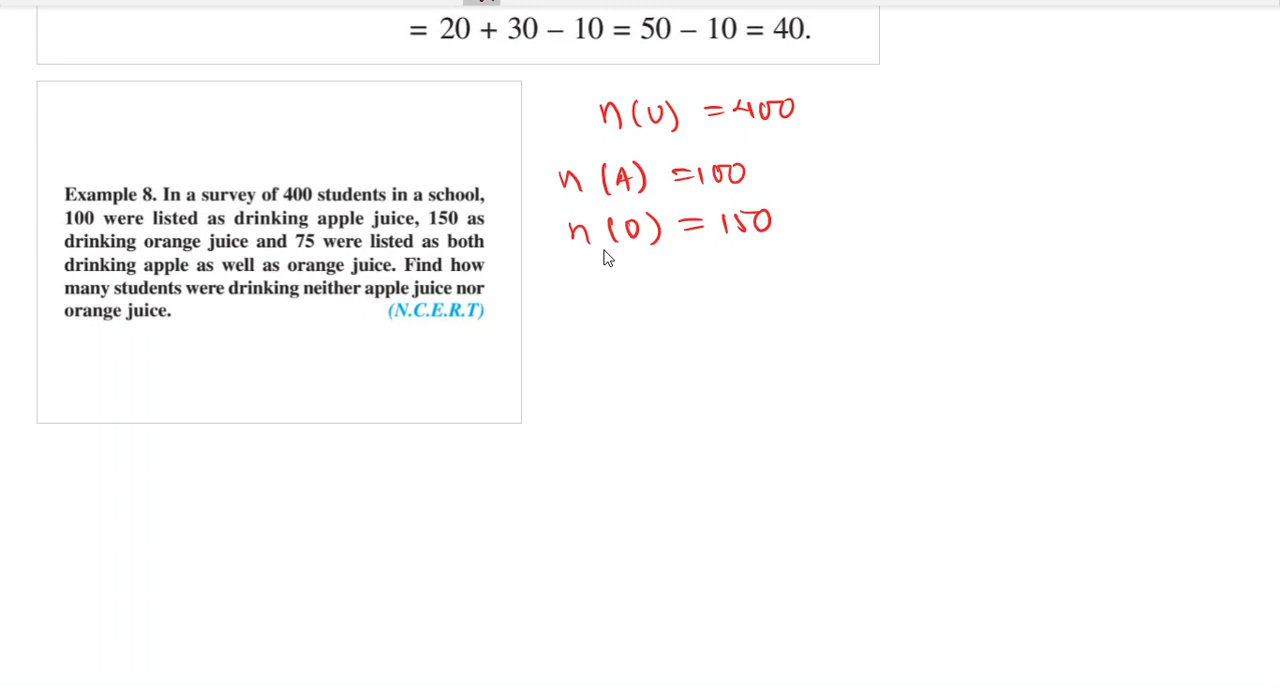 = 20 + 30 – 10 = 50 – 10 = 40.
Example 8. In a survey of 400 students in a school,
100 were listed as drinking apple juice, 150 as
drinking orange juice and 75 were listed as both
drinking apple as well as orange juice. Find how
many students were drinking neither apple juice nor
orange juice. (N.C.E.R.T)
n(U) = 400
n(A) = 100
n(O) = 150